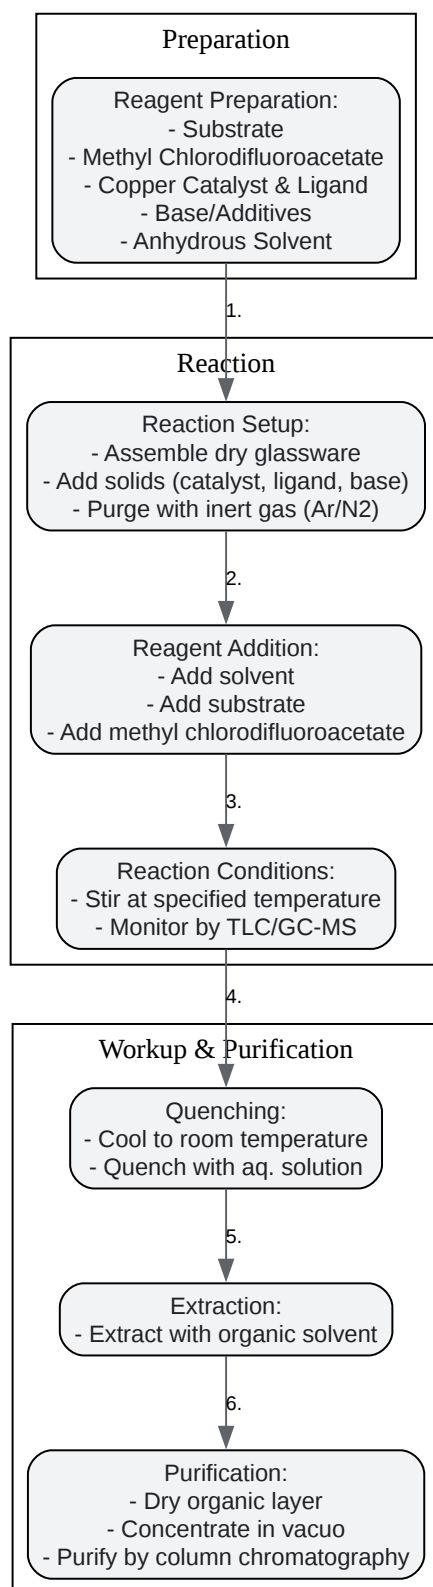 Preparation
Reagent Preparation:
- Substrate
- Methyl Chlorodifluoroacetate
- Copper Catalyst & Ligand
- Base/Additives
- Anhydrous Solvent
1.
Reaction
Reaction Setup:
- Assemble dry glassware
- Add solids (catalyst, ligand, base)
- Purge with inert gas (Ar/N2)
2.
Reagent Addition:
- Add solvent
- Add substrate
- Add methyl chlorodifluoroacetate
3.
Reaction Conditions:
- Stir at specified temperature
- Monitor by TLC/GC-MS
4.
Workup & Purification
Quenching:
- Cool to room temperature
- Quench with aq. solution
5.
Extraction:
- Extract with organic solvent
6.
Purification:
- Dry organic layer
- Concentrate in vacuo
- Purify by column chromatography